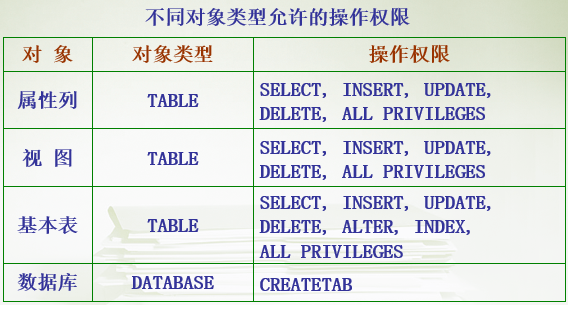 不同对象类型允许的操作权限
对 象 对象类型 操作权限
属性列 TABLE SELECT, INSERT, UPDATE,
DELETE, ALL PRIVILEGES
视 图 TABLE SELECT, INSERT, UPDATE,
DELETE, ALL PRIVILEGES
基本表 TABLE SELECT, INSERT, UPDATE,
DELETE, ALTER, INDEX,
ALL PRIVILEGES
数据库 DATABASE CREATETAB